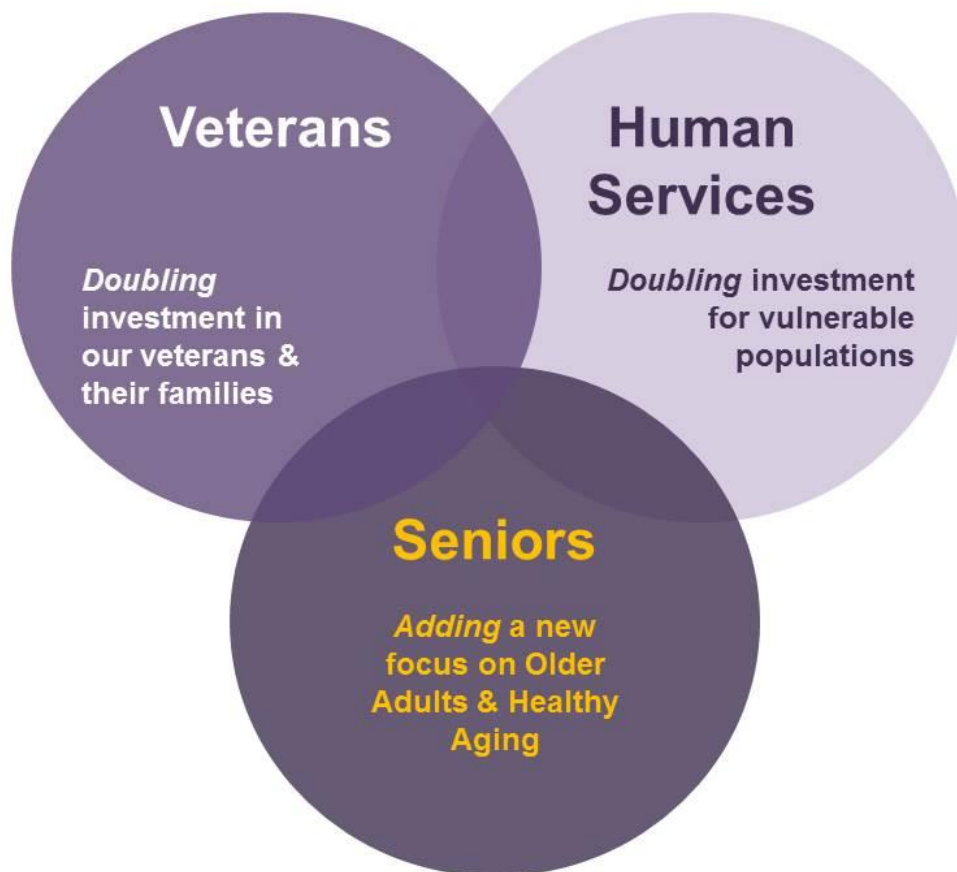 Veterans
Doubling
investment in
our veterans &
their families
Human
Services
Doubling investment
for vulnerable
populations
Seniors
Adding a new
focus on Older
Adults & Healthy
Aging